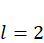 l = 2